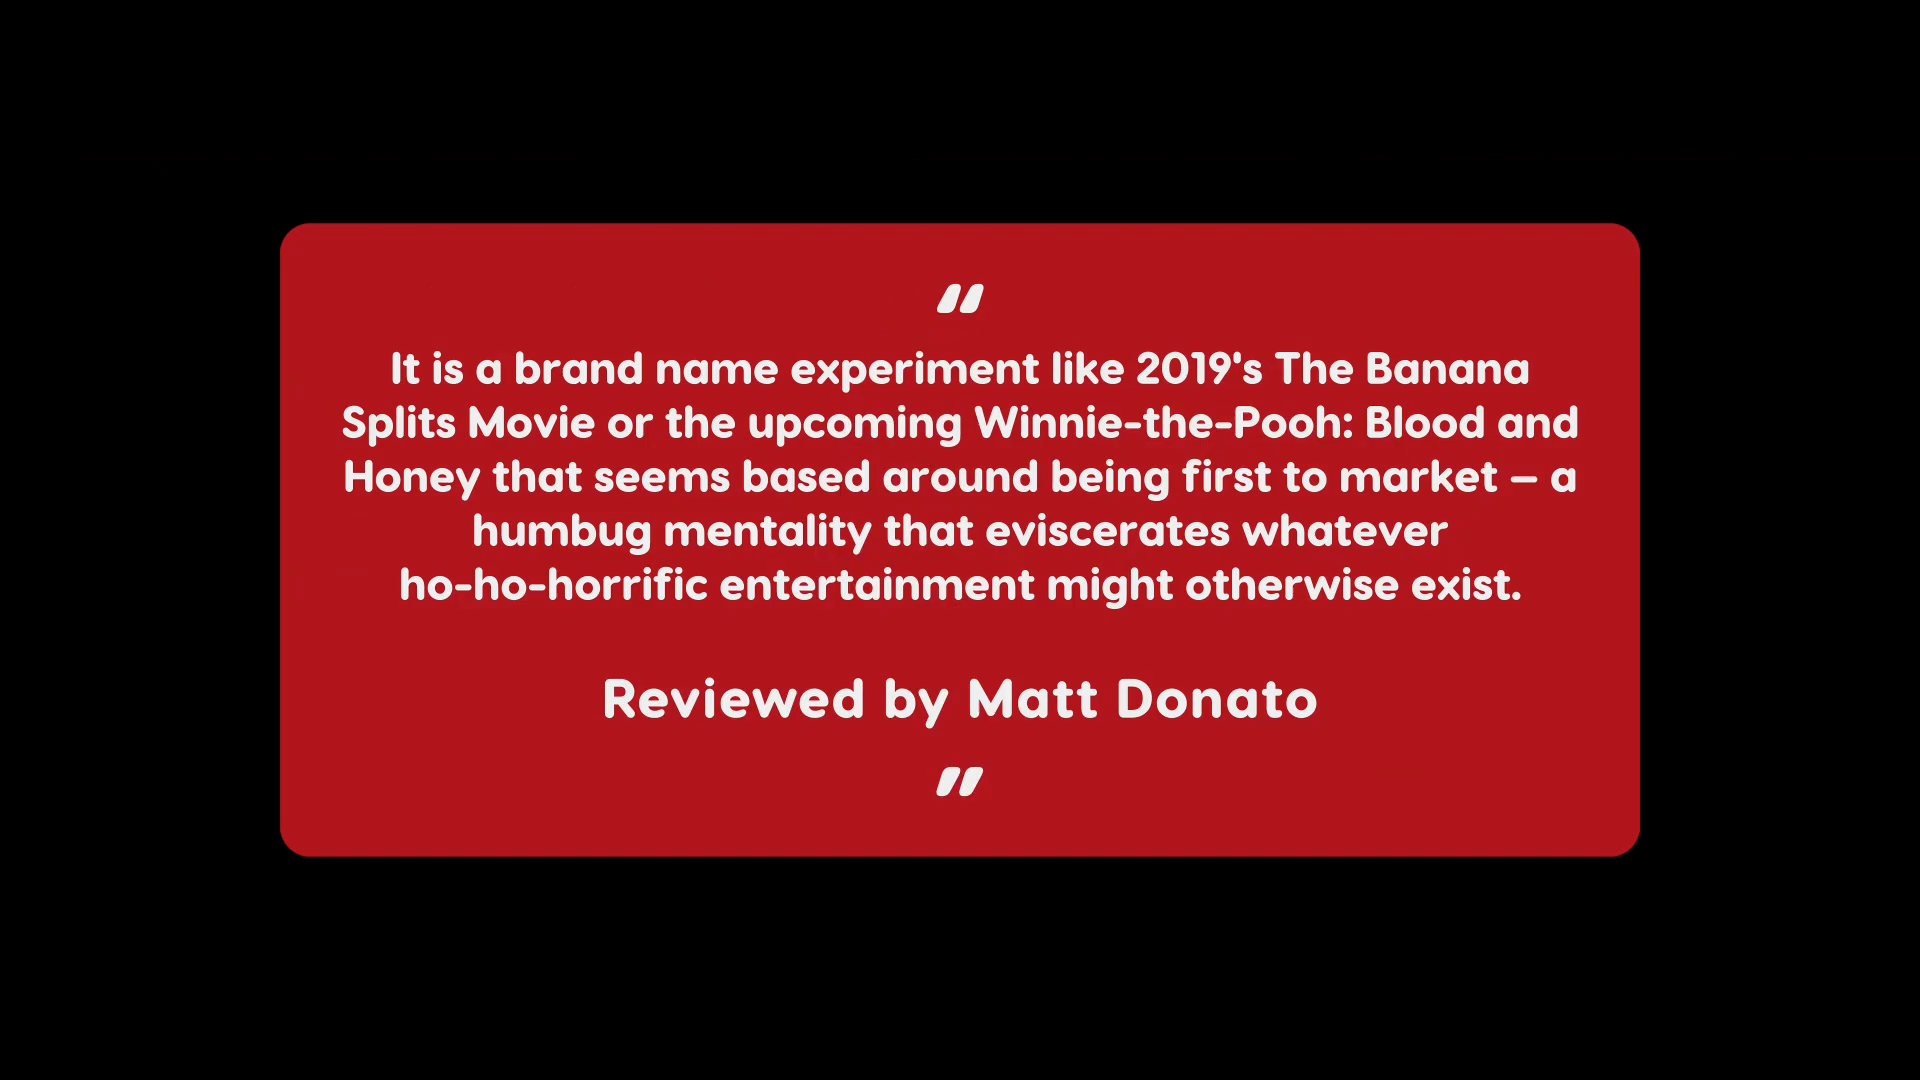 “
It is a brand name experiment like 2019's The Banana
Splits Movie or the upcoming Winnie-the-Pooh: Blood and
Honey that seems based around being first to market – a
humbug mentality that eviscerates whatever
ho-ho-horrific entertainment might otherwise exist.
Reviewed by Matt Donato
”